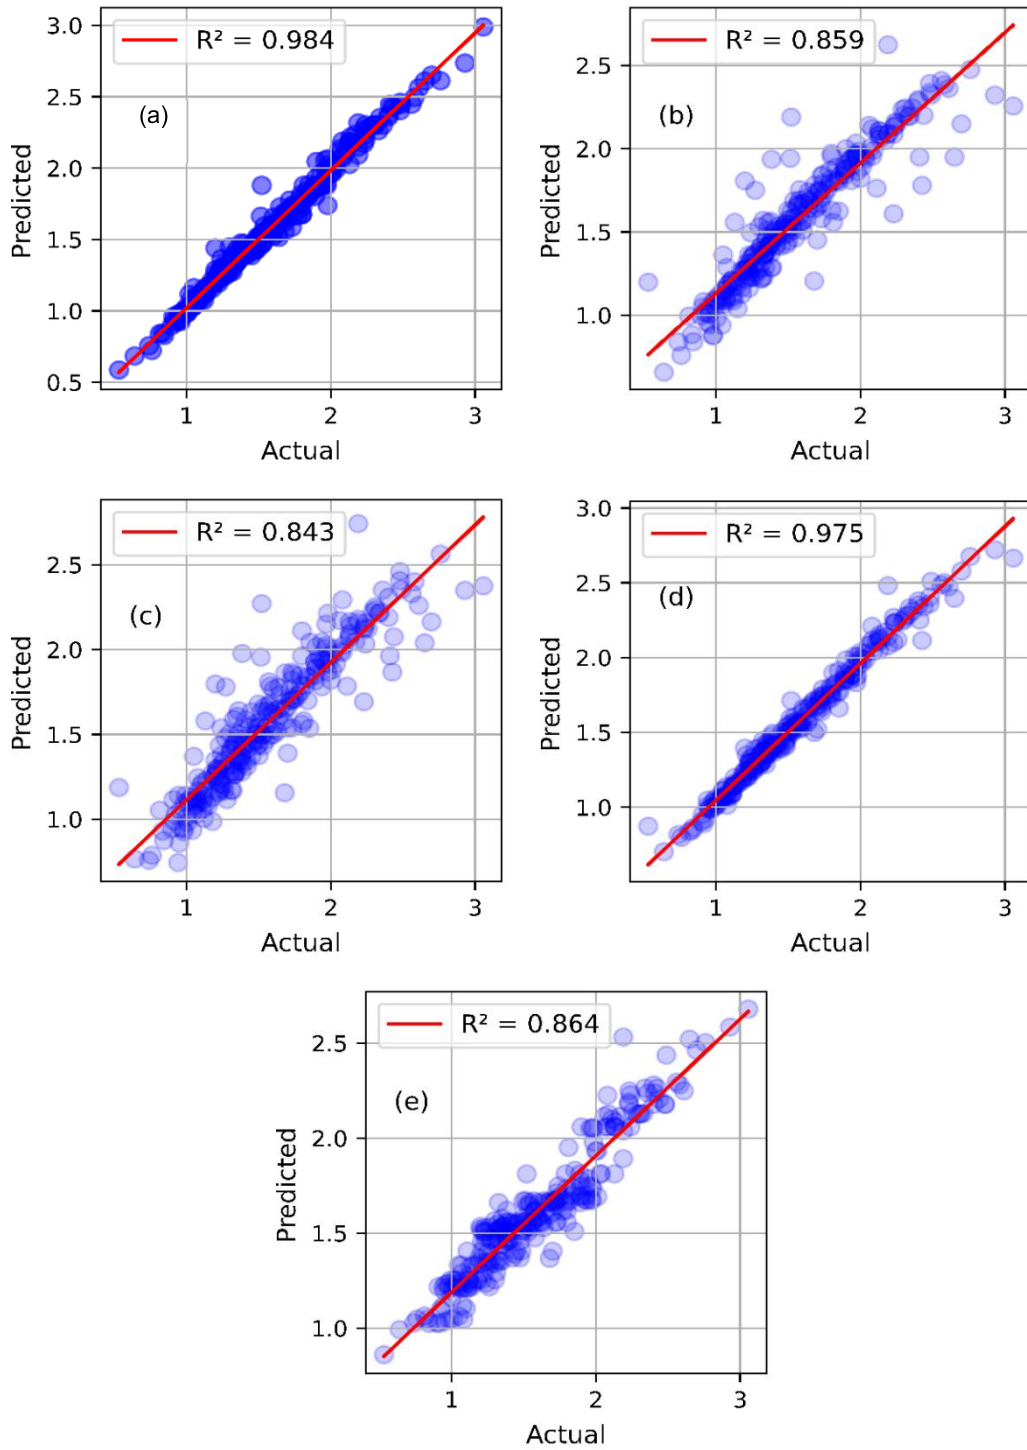 3.0
2.5
2.0
1.5
1.0
0.5
Predicted
R² = 0.984
(a)
1
2
3
Actual
2.5
2.0
1.5
1.0
Predicted
R² = 0.859
(b)
1
2
3
Actual
2.5
2.0
1.5
1.0
Predicted
R² = 0.843
(c)
1
2
3
Actual
3.0
2.5
2.0
1.5
1.0
Predicted
R² = 0.975
(d)
1
2
3
Actual
2.5
2.0
1.5
1.0
Predicted
R² = 0.864
(e)
1
2
3
Actual